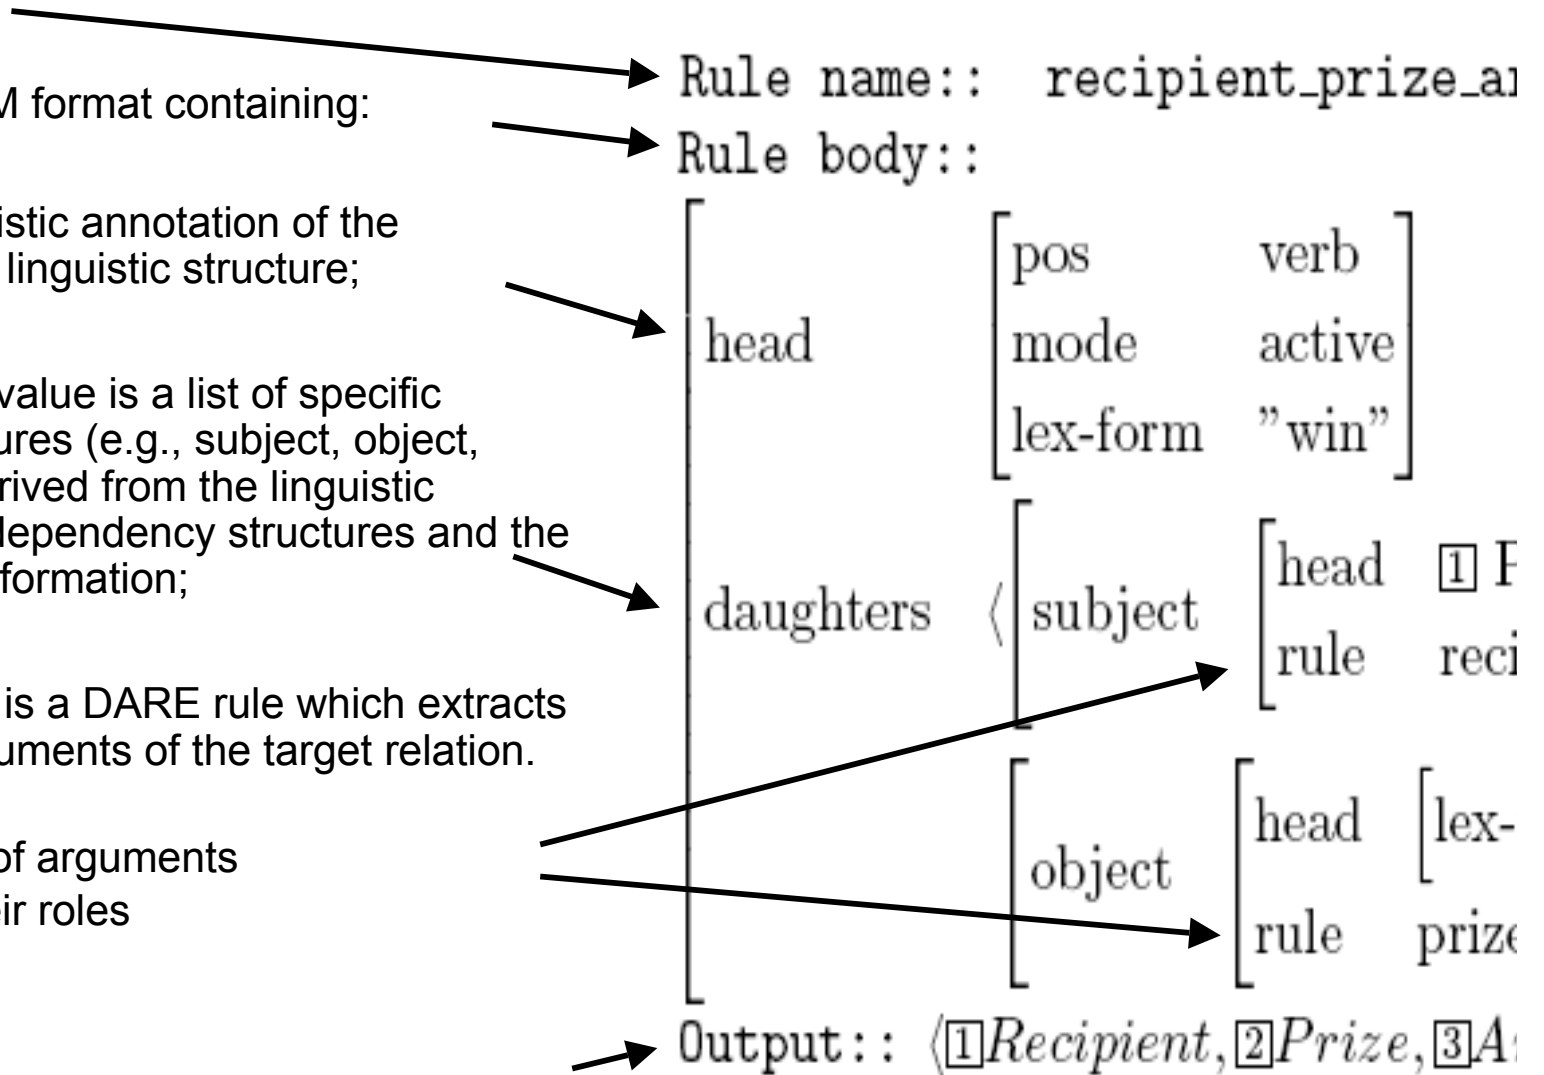 M format containing:
istic annotation of the
linguistic structure;
value is a list of specific
ures (e.g., subject, object,
rived from the linguistic
dependency structures and the
formation;
is a DARE rule which extracts
uments of the target relation.
of arguments
eir roles
Rule name:: recipient_prize_a
Rule body::
head
pos verb
mode active
lex-form ”win”
daughters ⟨
subject
head 1
rule reci
object
head lex-
rule prize
Output:: ⟨1Recipient, 2Prize, 3A